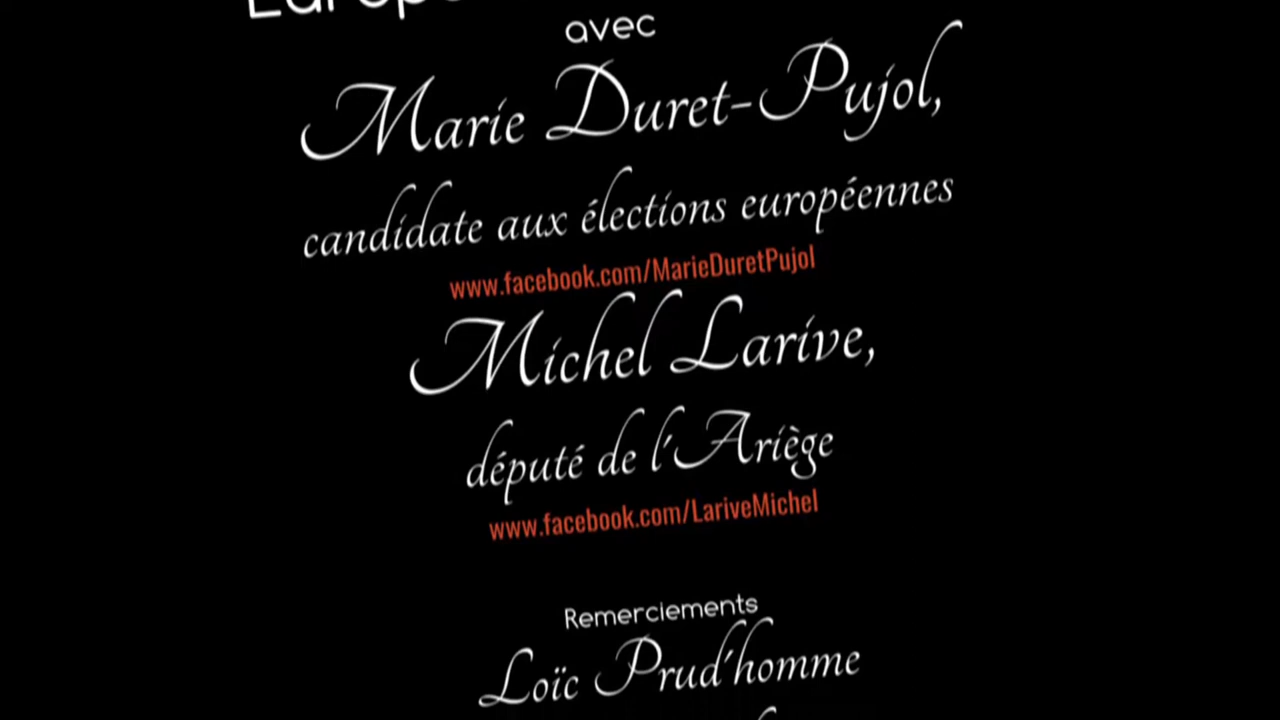 avec
Marie Duret-Pujol,
candidate aux élections européennes
www.facebook.com/MarieDuretPujol
Michel Larive,
député de l'Ariège
www.facebook.com/LariveMichel
Remerciements
Loïc Prud'homme